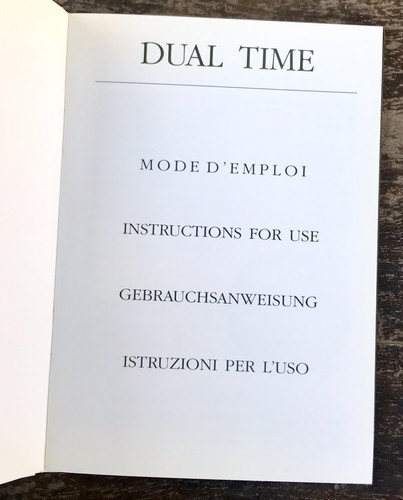 DUAL TIME
MODE D'EMPLOI
INSTRUCTIONS FOR USE
GEBRAUCHSANWEISUNG
ISTRUZIONI PER L'USO